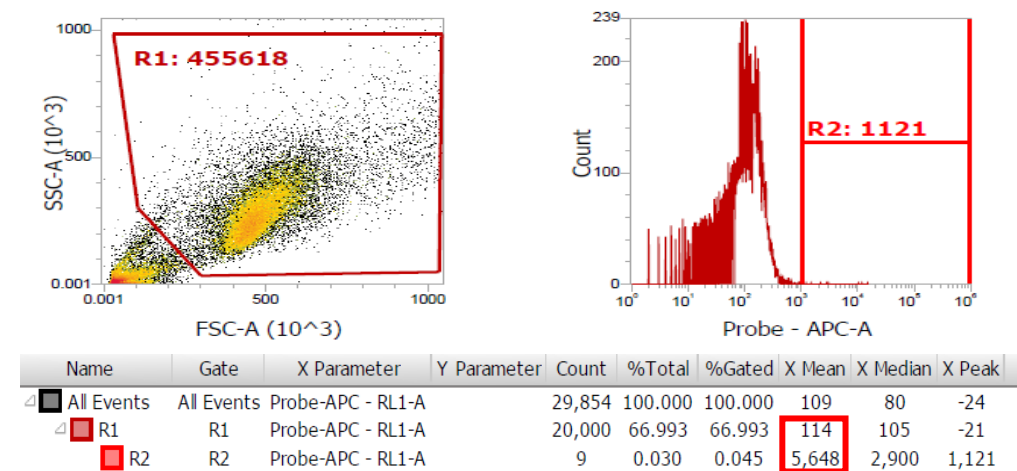 1000
R1: 455618
SSC-A (10^3)
500
0.001
0.001 500 1000
FSC-A (10^3)
239
200
R2: 1121
Count
100
0
10⁰ 10¹ 10² 10³ 10⁴ 10⁵ 10⁶
Probe - APC-A
Name Gate X Parameter Y Parameter Count %Total %Gated X Mean X Median X Peak
All Events All Events Probe-APC - RL1-A 29,854 100.000 100.000 109 80 -24
R1 R1 Probe-APC - RL1-A 20,000 66.993 66.993 114 105 -21
R2 R2 Probe-APC - RL1-A 9 0.030 0.045 5,648 2,900 1,121